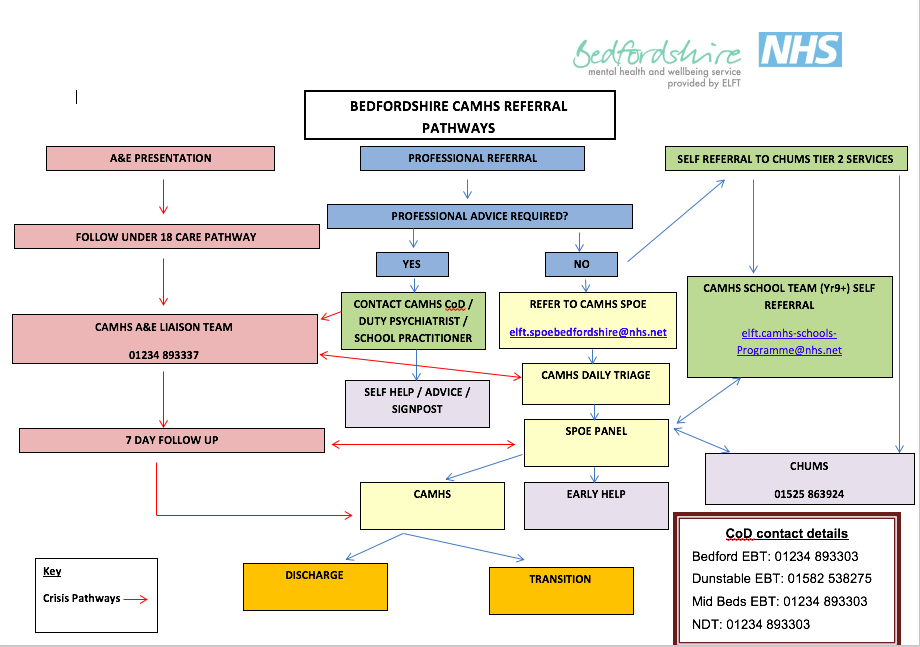 Bedfordshire
NHS
mental health and wellbeing service
provided by ELFT
BEDFORDSHIRE CAMHS REFERRAL
PATHWAYS
A&E PRESENTATION
PROFESSIONAL REFERRAL
SELF REFERRAL TO CHUMS TIER 2 SERVICES
FOLLOW UNDER 18 CARE PATHWAY
PROFESSIONAL ADVICE REQUIRED?
YES
NO
CAMHS A&E LIAISON TEAM
01234 893337
CONTACT CAMHS CoD /
DUTY PSYCHIATRIST /
SCHOOL PRACTITIONER
REFER TO CAMHS SPOE
elft.spoebedfordshire@nhs.net
CAMHS SCHOOL TEAM (Yr9+) SELF
REFERRAL
elft.camhs-schools-
Programme@nhs.net
SELF HELP / ADVICE /
SIGNPOST
CAMHS DAILY TRIAGE
7 DAY FOLLOW UP
SPOE PANEL
CHUMS
01525 863924
CAMHS
EARLY HELP
DISCHARGE
TRANSITION
Key
Crisis Pathways
CoD contact details
Bedford EBT: 01234 893303
Dunstable EBT: 01582 538275
Mid Beds EBT: 01234 893303
NDT: 01234 893303